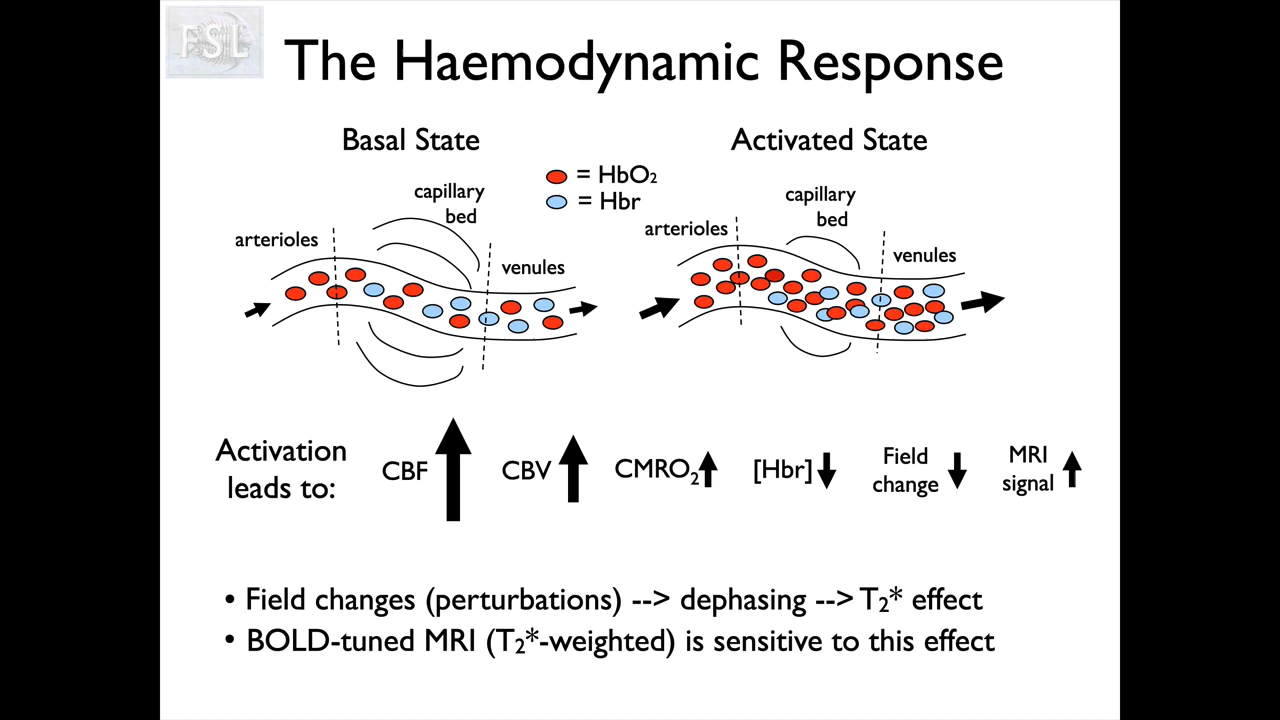 FSL
The Haemodynamic Response
Basal State
Activated State
= HbO₂
= Hbr
capillary
bed
arterioles
venules
capillary
bed
arterioles
venules
Activation
leads to:
CBF
CBV
CMRO₂
[Hbr]
Field
change
MRI
signal
• Field changes (perturbations) --> dephasing --> T₂* effect
• BOLD-tuned MRI (T₂*-weighted) is sensitive to this effect